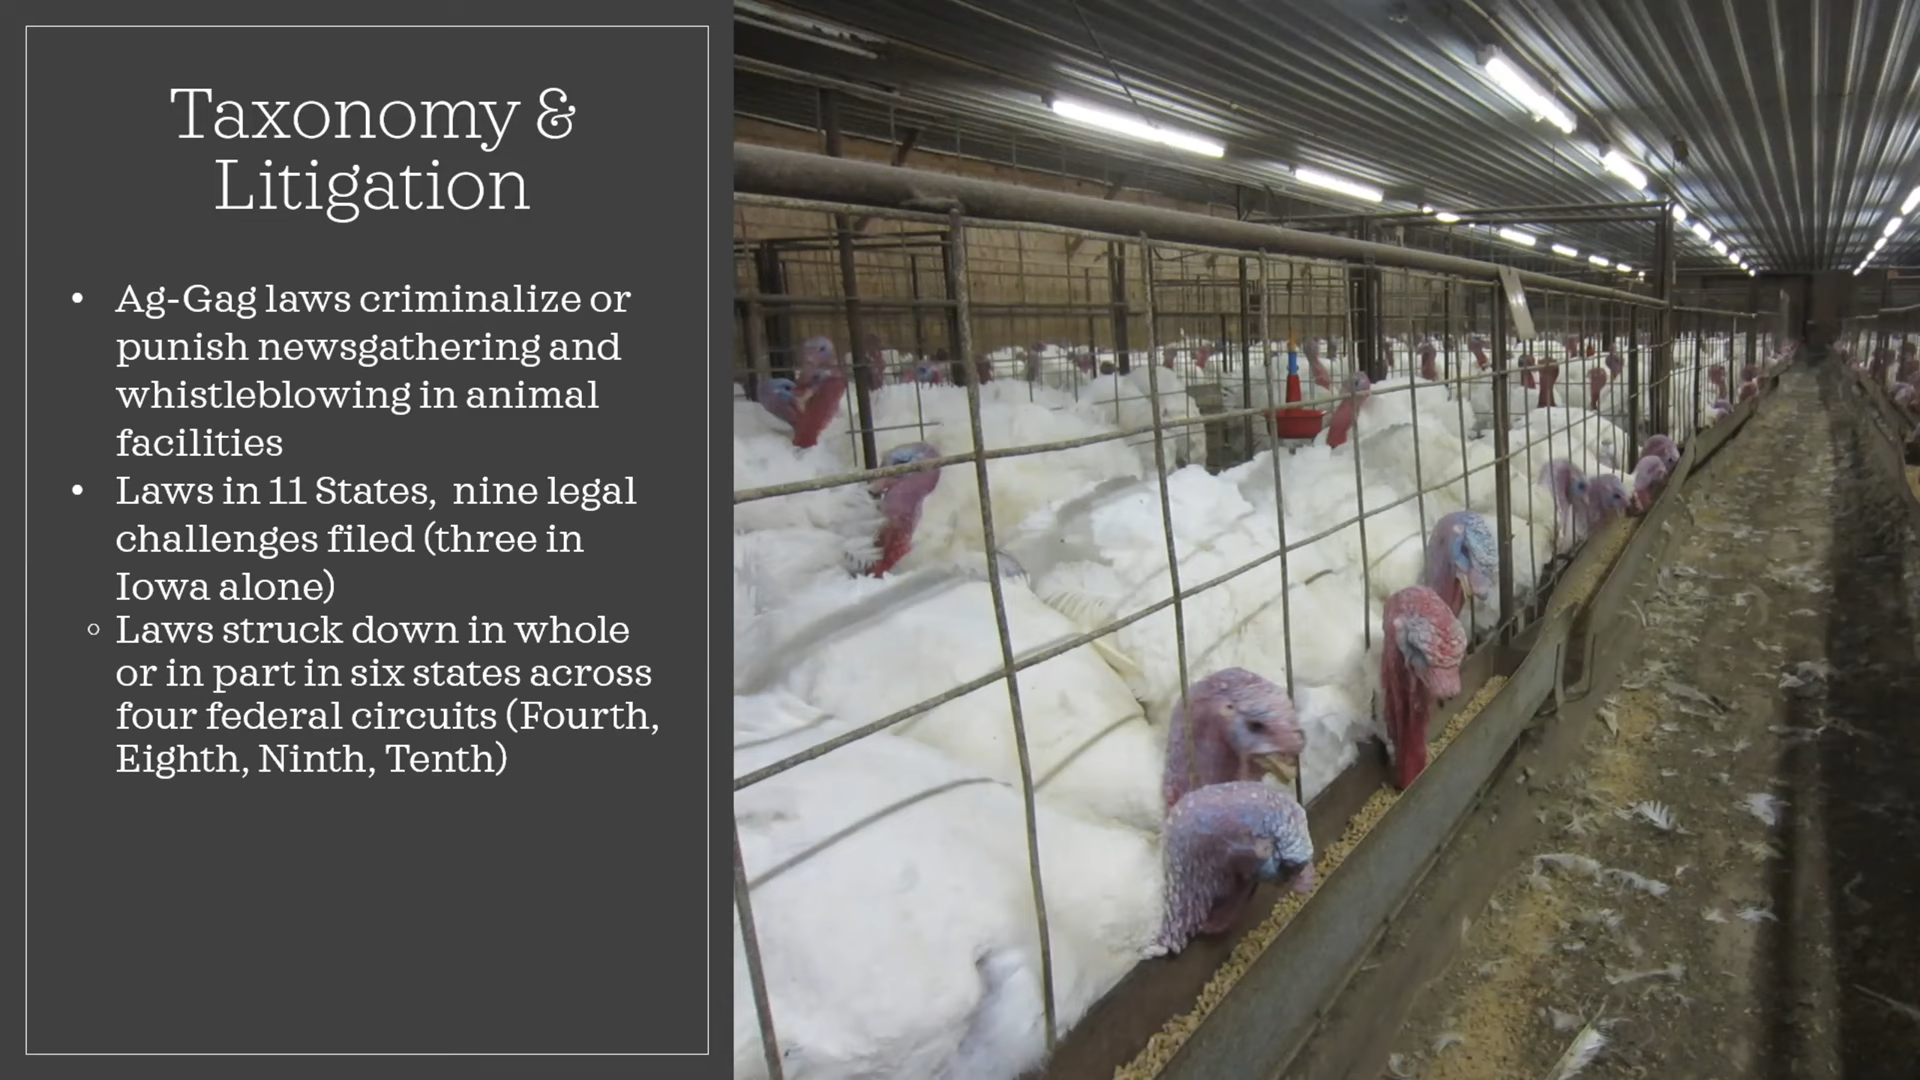 Taxonomy &
Litigation
• Ag-Gag laws criminalize or
punish newsgathering and
whistleblowing in animal
facilities
• Laws in 11 States, nine legal
challenges filed (three in
Iowa alone)
◦ Laws struck down in whole
or in part in six states across
four federal circuits (Fourth,
Eighth, Ninth, Tenth)